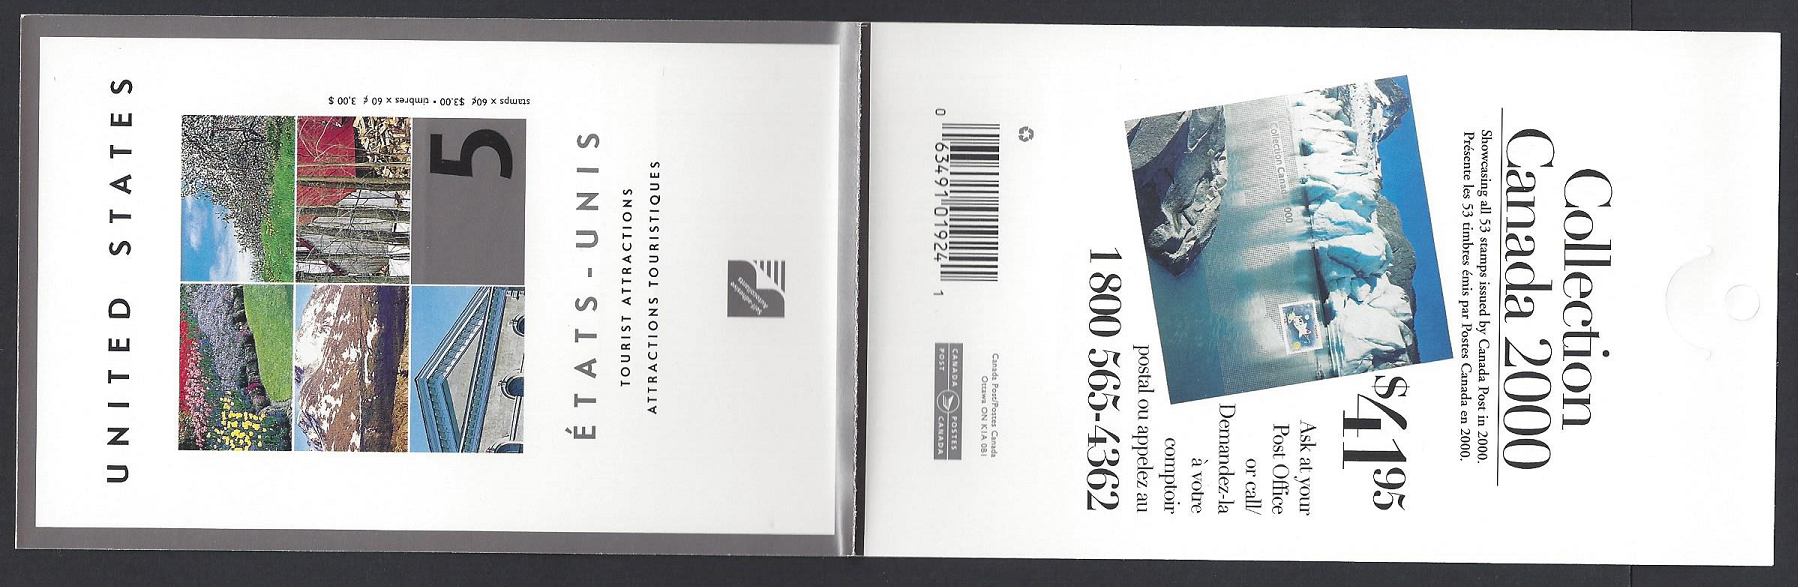 UNITED STATES
stamps x 60¢ $3.00 • timbres x 60 ¢ 3,00 $
5
ÉTATS-UNIS
TOURIST ATTRACTIONS
ATTRACTIONS TOURISTIQUES
Self-adhesive
Autocollants
Collection
Canada 2000
Showcasing all 53 stamps issued by Canada Post in 2000.
Présente les 53 timbres émis par Postes Canada en 2000.
Collection Canada 2000
$4195
Ask at your
Post Office
or call/
Demandez-la
à votre
comptoir
postal ou appelez au
1 800 565-4362
0 63491 01924 1
Canada Post/Postes Canada
Ottawa ON K1A 0B1
CANADA POSTES
POST CANADA